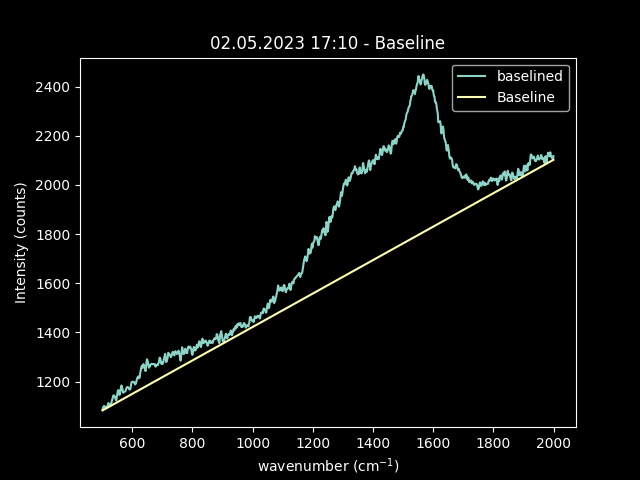 02.05.2023 17:10 - Baseline
baselined
Baseline
2400
2200
2000
1800
1600
1400
1200
Intensity (counts)
600 800 1000 1200 1400 1600 1800 2000
wavenumber (cm⁻¹)